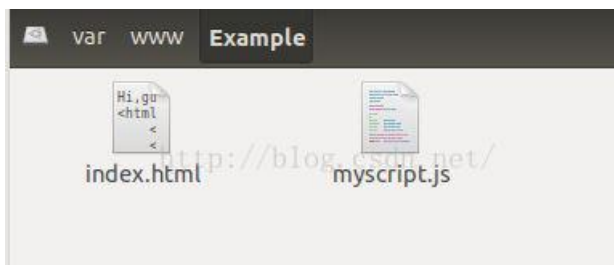 var www Example
Hi,gu
<html
<
<
http://blog.csdn.net/
index.html myscript.js